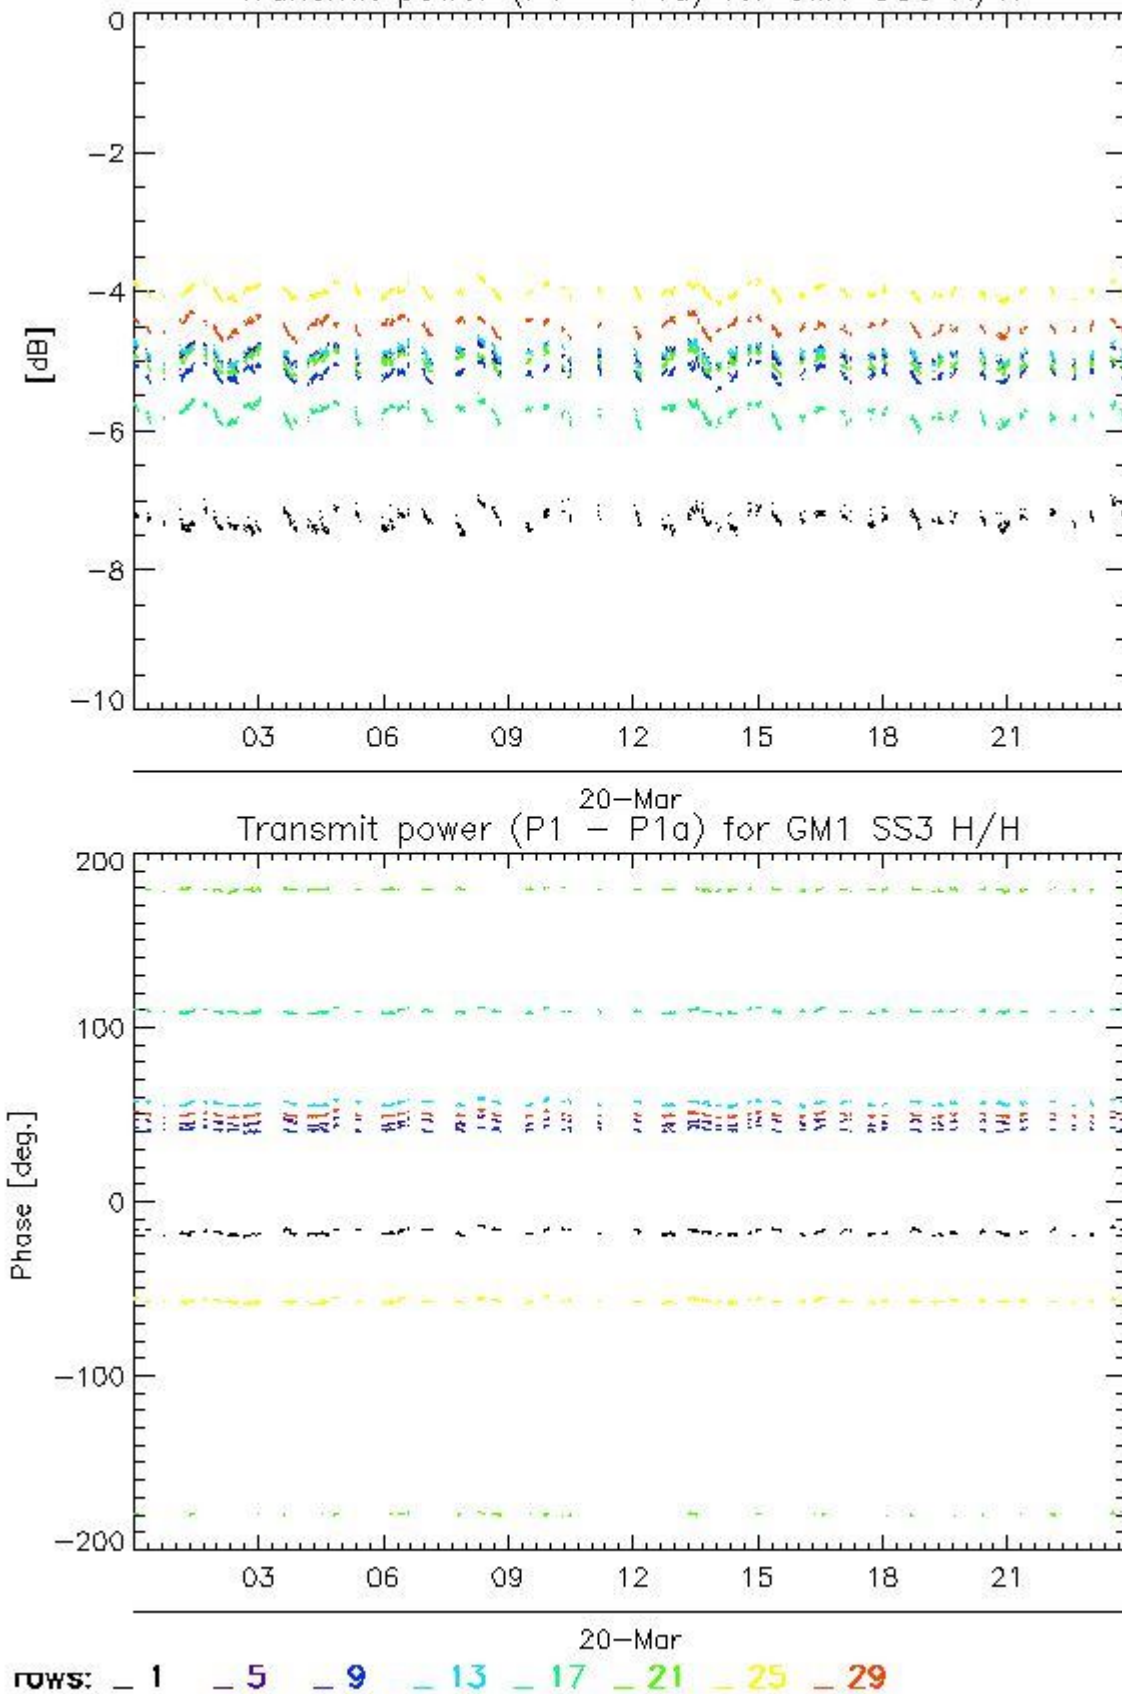 0
−2
−4
[dB]
−6
−8
−10
03 06 09 12 15 18 21
20−Mar
Transmit power (P1 − P1a) for GM1 SS3 H/H
200
100
Phase [deg.]
0
−100
−200
03 06 09 12 15 18 21
20−Mar
rows: _ 1 _ 5 _ 9 _ 13 _ 17 _ 21 _ 25 _ 29